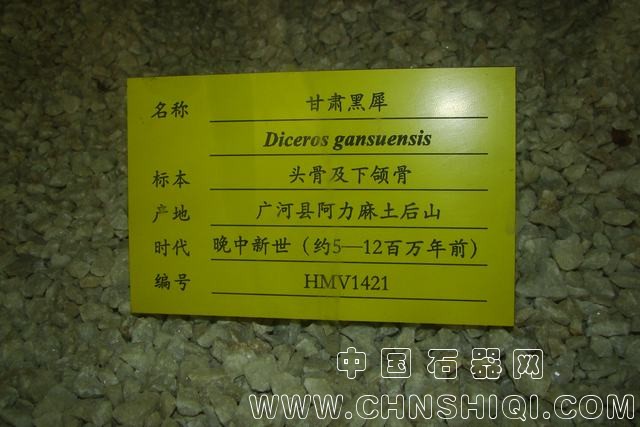 名称 甘肃黑犀
Diceros gansuensis
标本 头骨及下颌骨
产地 广河县阿力麻土后山
时代 晚中新世（约5—12百万年前）
编号 HMV1421
中国石器网
WWW.CHNSHIQI.COM